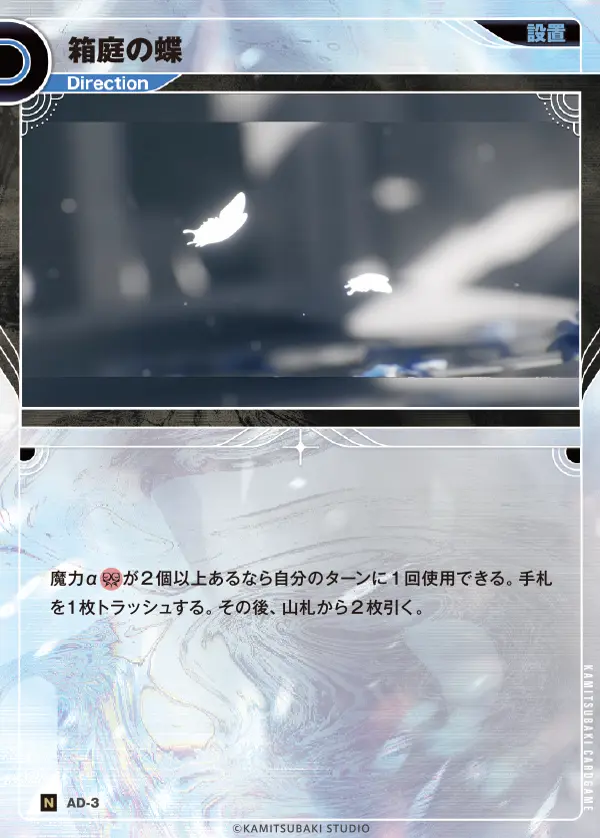 箱庭の蝶
設置
Direction
魔力α が2個以上あるなら自分のターンに1回使用できる。手札
を1枚トラッシュする。その後、山札から2枚引く。
KAMITSUBAKI CARDGAME
N AD-3
©KAMITSUBAKI STUDIO